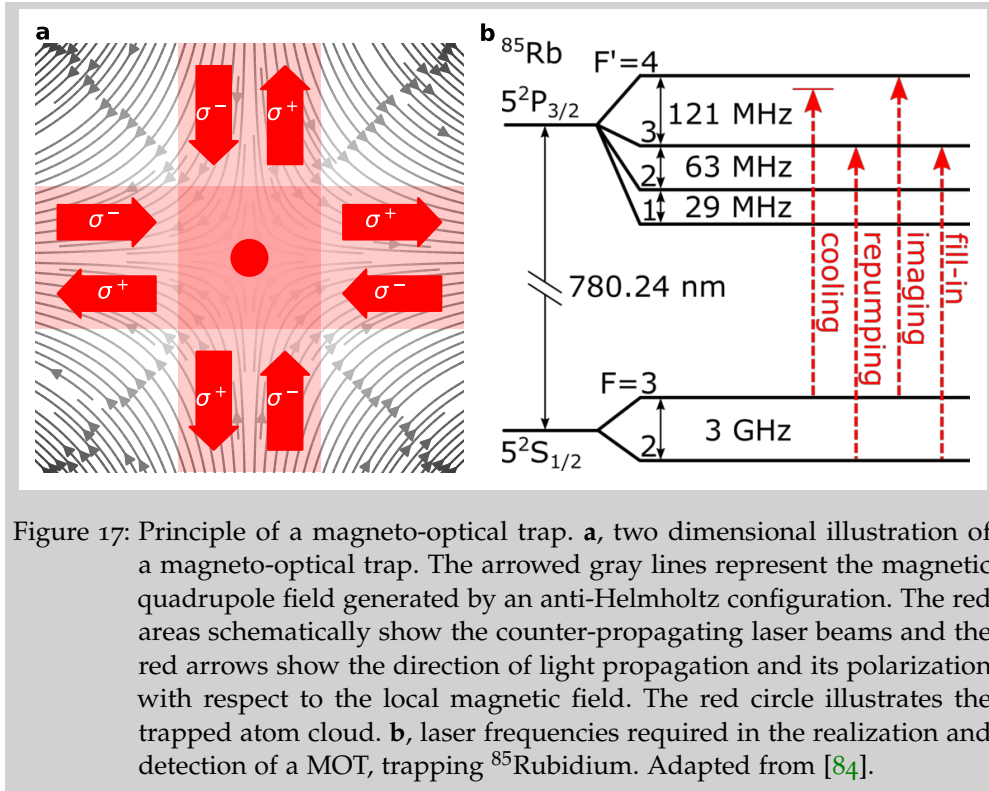 a
σ⁻
σ⁺
σ⁻
σ⁺
σ⁺
σ⁻
σ⁺
σ⁻
b
⁸⁵Rb
F'=4
5²P₃/₂
121 MHz
3
63 MHz
2
29 MHz
1
780.24 nm
cooling
repumping
imaging
fill-in
F=3
3 GHz
2
5²S₁/₂
Figure 17: Principle of a magneto-optical trap. a, two dimensional illustration of
a magneto-optical trap. The arrowed gray lines represent the magnetic
quadrupole field generated by an anti-Helmholtz configuration. The red
areas schematically show the counter-propagating laser beams and the
red arrows show the direction of light propagation and its polarization
with respect to the local magnetic field. The red circle illustrates the
trapped atom cloud. b, laser frequencies required in the realization and
detection of a MOT, trapping ⁸⁵Rubidium. Adapted from [84].